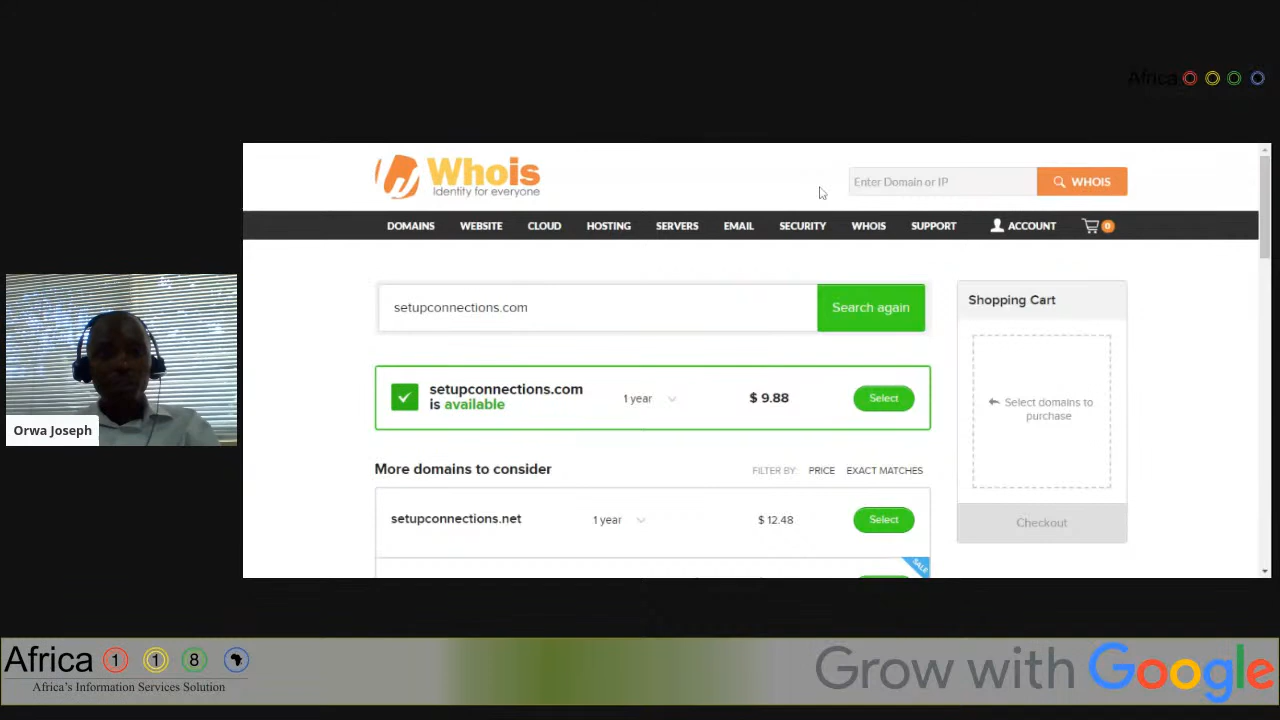 Africa
Whois
Identity for everyone
Enter Domain or IP
WHOIS
DOMAINS WEBSITE CLOUD HOSTING SERVERS EMAIL SECURITY WHOIS SUPPORT ACCOUNT 0
setupconnections.com
Search again
Shopping Cart
Select domains to
purchase
Checkout
setupconnections.com
is available
1 year
$ 9.88
Select
More domains to consider
FILTER BY: PRICE EXACT MATCHES
setupconnections.net
1 year
$ 12.48
Select
SALE
Orwa Joseph
Africa 1 1 8
Africa's Information Services Solution
Grow with Google